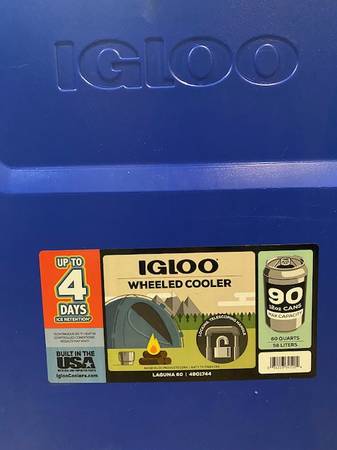 IGLOO
UP TO
4
DAYS
ICE RETENTION
BUILT IN THE
USA
IglooCoolers.com
IGLOO
WHEELED COOLER
LAGUNA 60 | 4901744
90
12oz CANS
MAX CAPACITY
60 QUARTS
56 LITERS